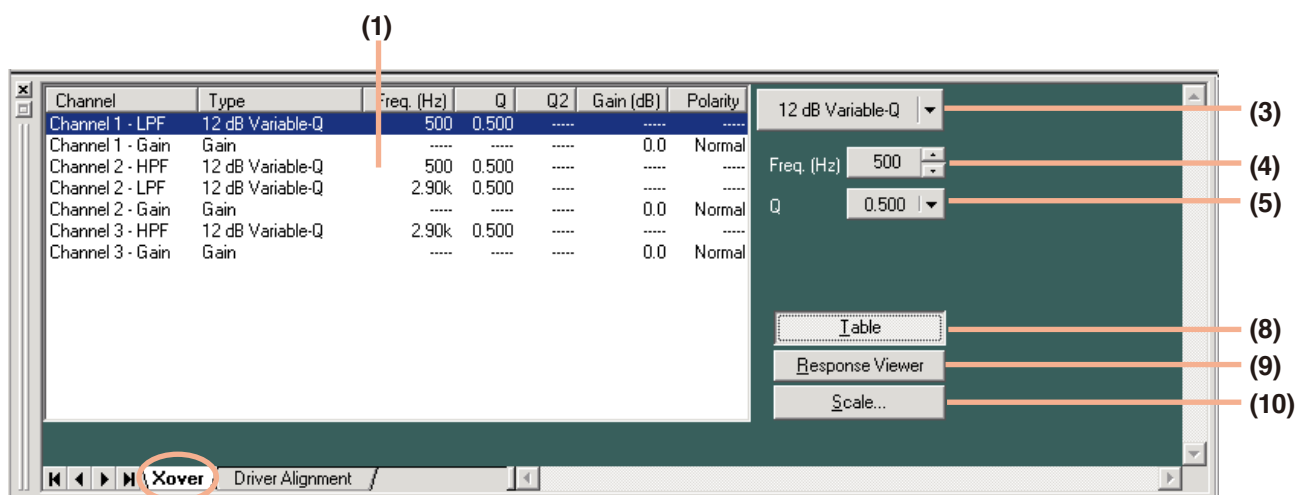 (1)
Channel Type Freq. (Hz) Q Q2 Gain (dB) Polarity
Channel 1 - LPF 12 dB Variable-Q 500 0.500 ----- ----- -----
Channel 1 - Gain Gain ----- ----- ----- 0.0 Normal
Channel 2 - HPF 12 dB Variable-Q 500 0.500 ----- ----- -----
Channel 2 - LPF 12 dB Variable-Q 2.90k 0.500 ----- ----- -----
Channel 2 - Gain Gain ----- ----- ----- 0.0 Normal
Channel 3 - HPF 12 dB Variable-Q 2.90k 0.500 ----- ----- -----
Channel 3 - Gain Gain ----- ----- ----- 0.0 Normal
12 dB Variable-Q (3)
Freq. (Hz) 500 (4)
Q 0.500 (5)
Table (8)
Response Viewer (9)
Scale... (10)
Xover Driver Alignment